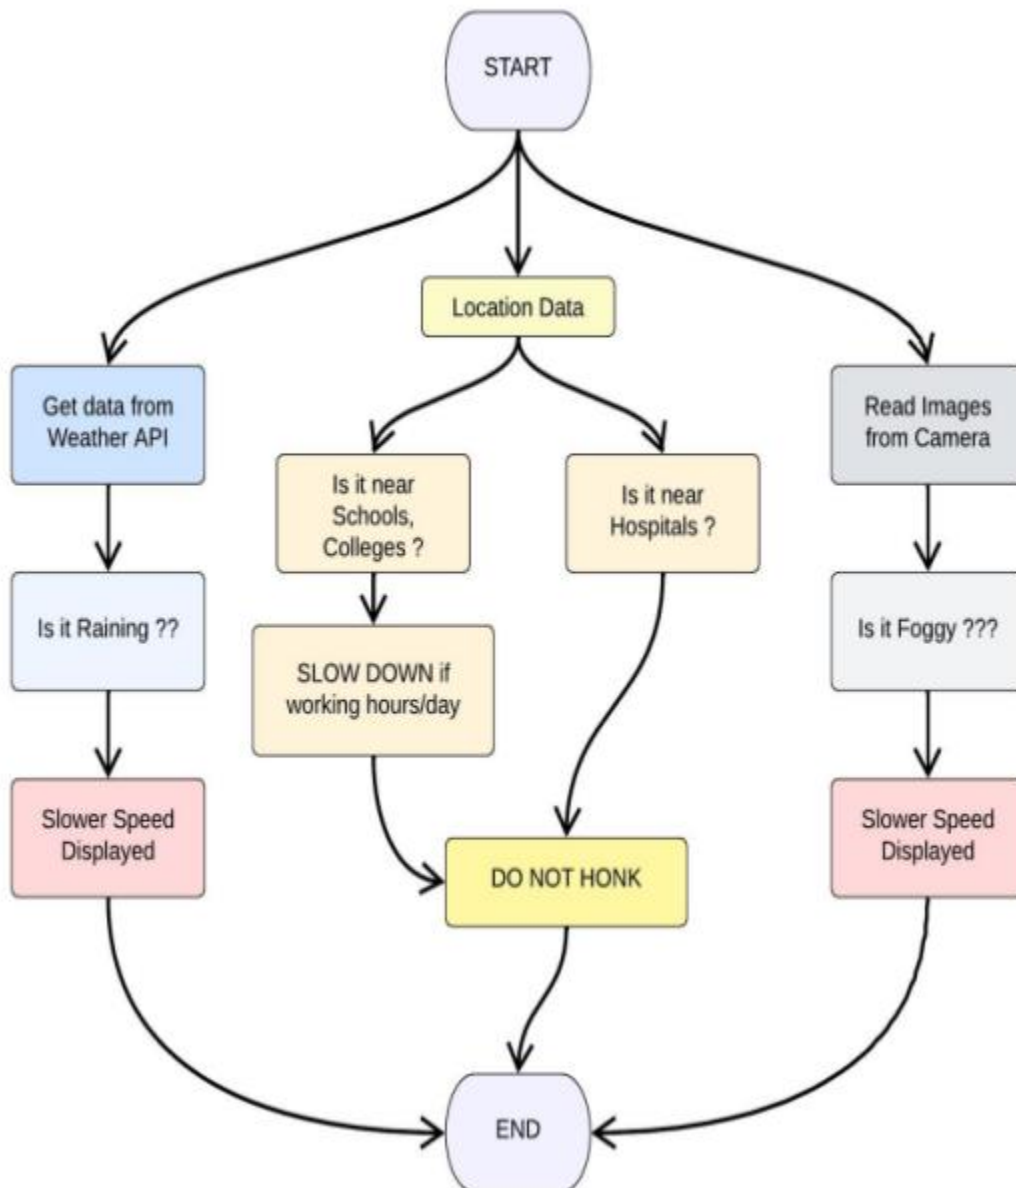 START
Location Data
Get data from
Weather API
Read Images
from Camera
Is it near
Schools,
Colleges ?
Is it near
Hospitals ?
Is it Raining ??
Is it Foggy ???
SLOW DOWN if
working hours/day
Slower Speed
Displayed
Slower Speed
Displayed
DO NOT HONK
END